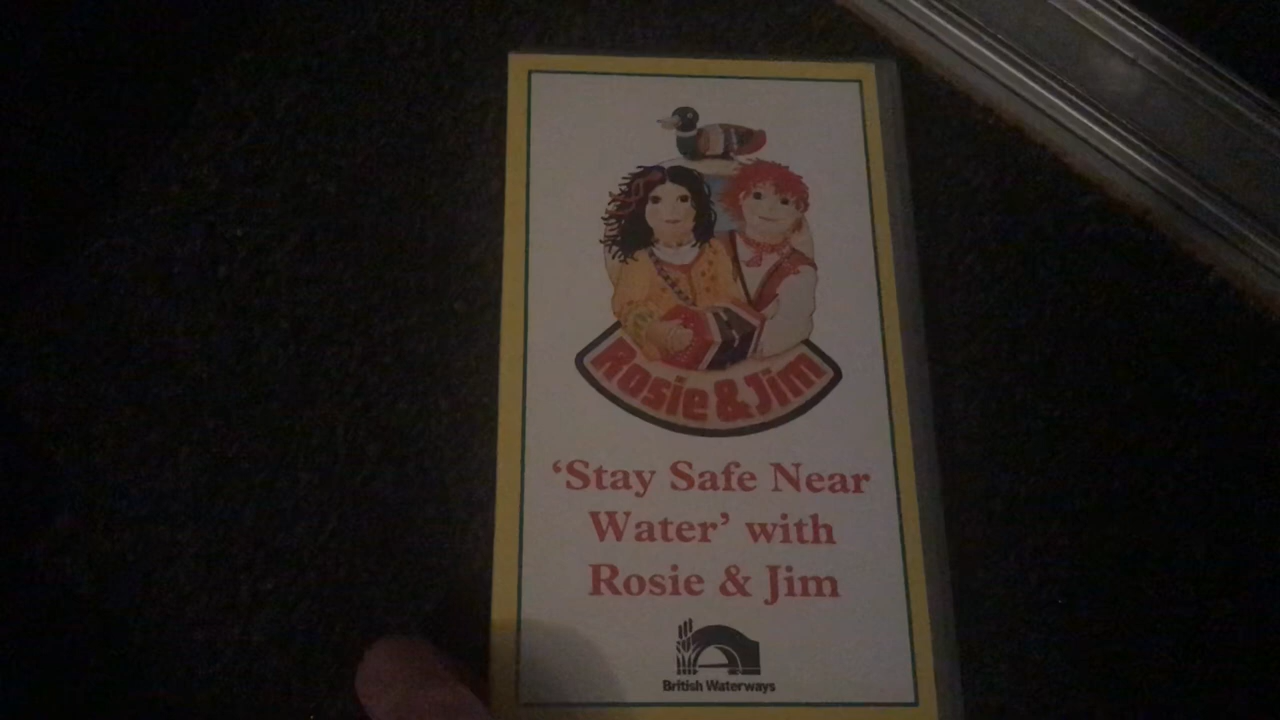 Rosie & Jim
‘Stay Safe Near
Water’ with
Rosie & Jim
British Waterways